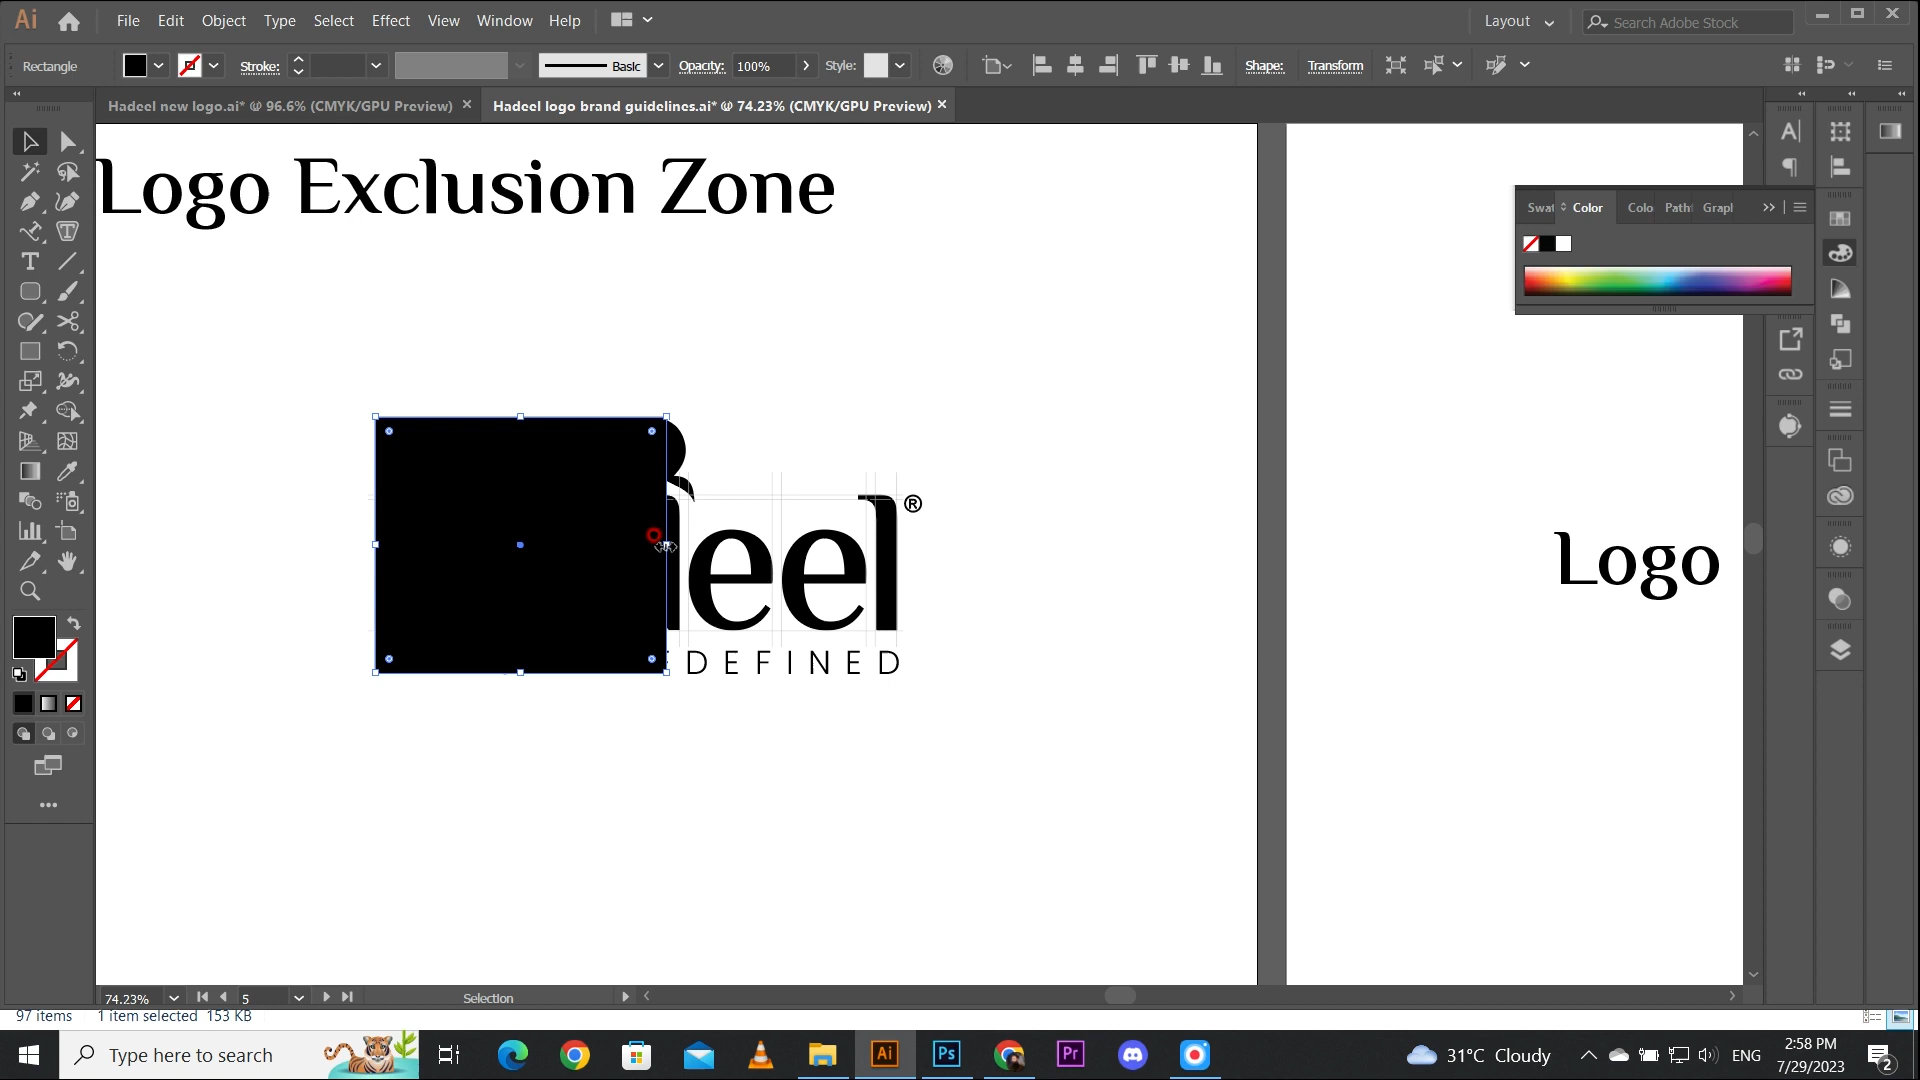 Ai File Edit Object Type Select Effect View Window Help Layout Search Adobe Stock
Rectangle Stroke: Basic Opacity: 100% Style: Shape: Transform
Hadeel new logo.ai* @ 96.6% (CMYK/GPU Preview) × Hadeel logo brand guidelines.ai* @ 74.23% (CMYK/GPU Preview) ×
Logo Exclusion Zone
Swat Color Colo Path Grapl
eel ®
DEFINED
Logo
74.23% 5 Selection
97 items 1 item selected 153 KB
Type here to search Ai Ps Pr 31°C Cloudy ENG 2:58 PM
7/29/2023 2